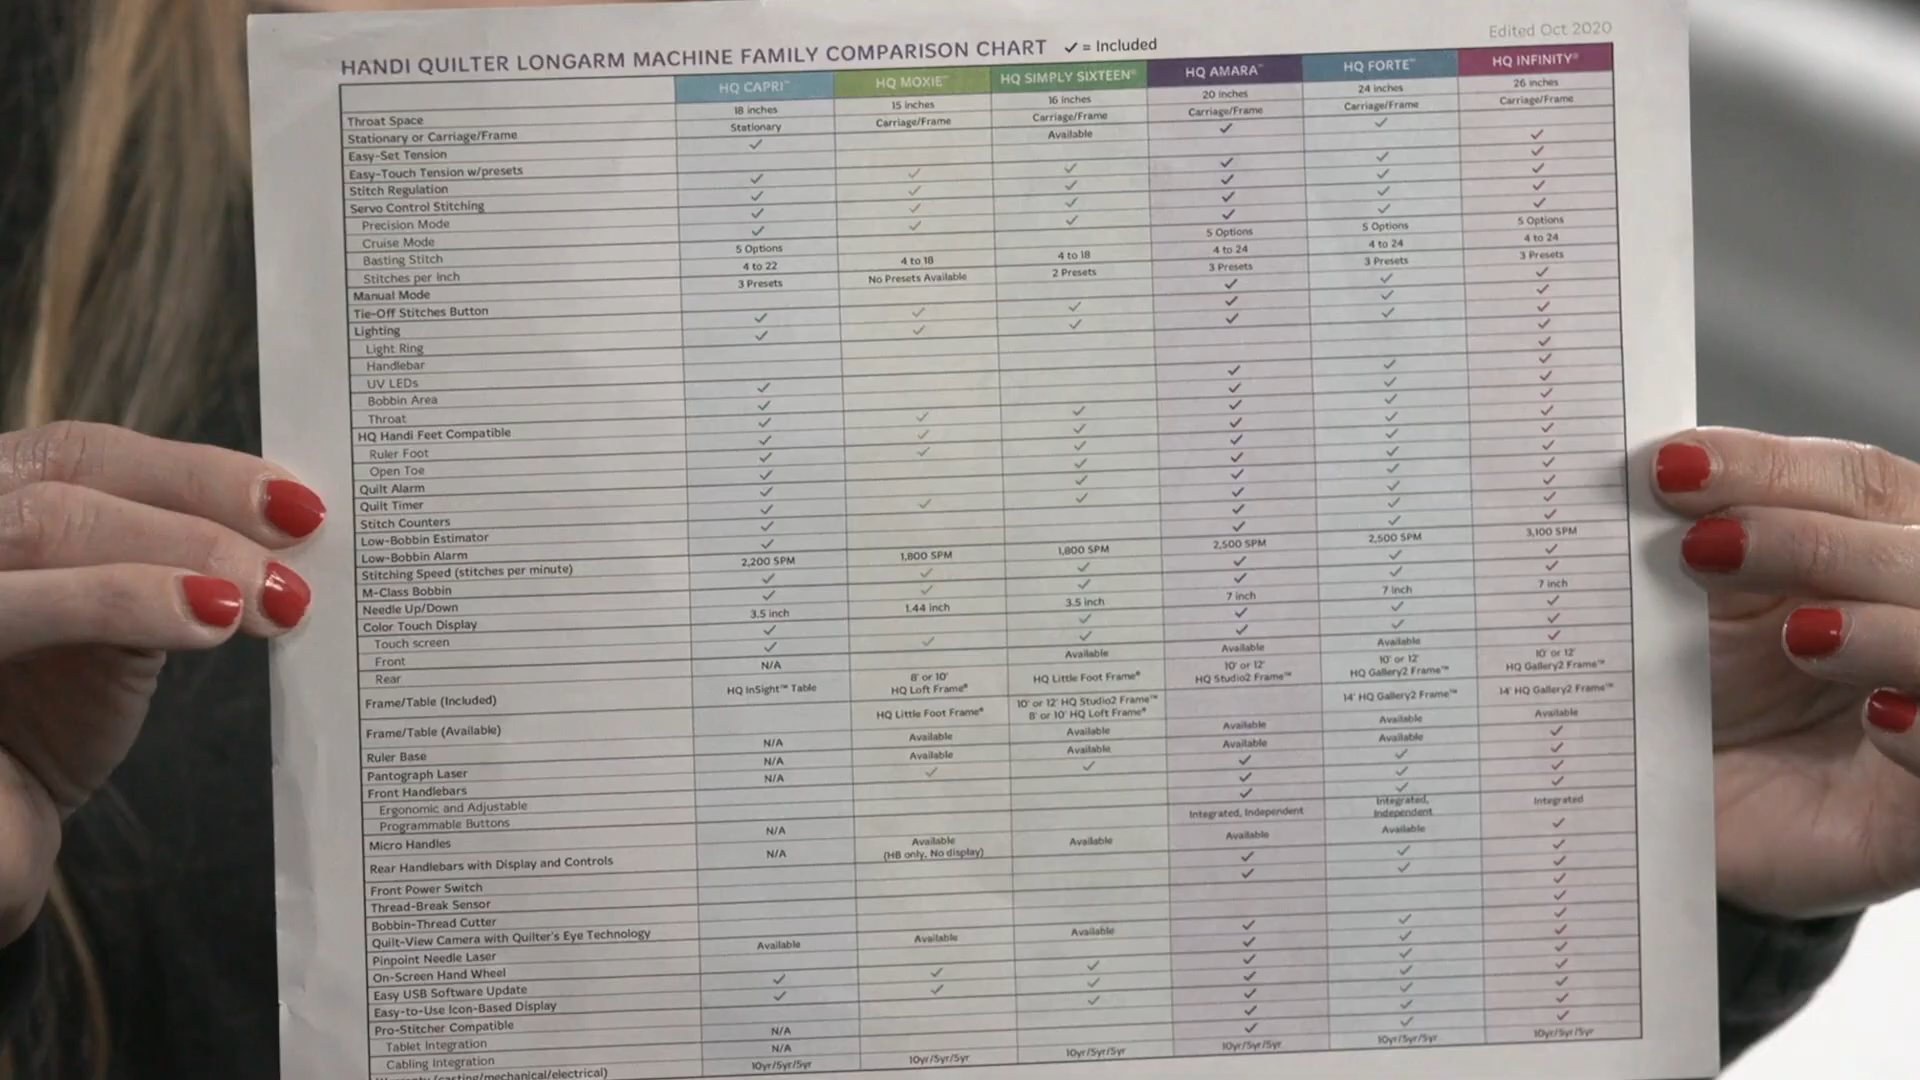 Edited Oct 2020
HANDI QUILTER LONGARM MACHINE FAMILY COMPARISON CHART ✓ = Included
HQ CAPRI™ HQ MOXIE™ HQ SIMPLY SIXTEEN® HQ AMARA™ HQ FORTE™ HQ INFINITY®
Throat Space 18 inches 15 inches 16 inches 20 inches 24 inches 26 inches
Stationary or Carriage/Frame Stationary Carriage/Frame Carriage/Frame Carriage/Frame Carriage/Frame Carriage/Frame
Easy-Set Tension ✓ Available ✓ ✓
Easy-Touch Tension w/presets ✓
Stitch Regulation ✓ ✓ ✓ ✓ ✓ ✓
Servo Control Stitching ✓ ✓ ✓ ✓ ✓ ✓
Precision Mode ✓ ✓ ✓ ✓ ✓ ✓
Cruise Mode ✓ ✓ ✓ ✓ ✓ ✓
Basting Stitch 5 Options 5 Options 5 Options 5 Options
Stitches per Inch 4 to 22 4 to 18 4 to 18 4 to 24 4 to 24 4 to 24
Manual Mode 3 Presets No Presets Available 2 Presets 3 Presets 3 Presets 3 Presets
Tie-Off Stitches Button ✓ ✓ ✓
Lighting ✓ ✓ ✓ ✓ ✓ ✓
Light Ring ✓ ✓ ✓ ✓ ✓ ✓
Handlebar ✓
UV LEDs ✓
Bobbin Area ✓ ✓ ✓ ✓
Throat ✓ ✓ ✓ ✓
HQ Handi Feet Compatible ✓ ✓ ✓ ✓ ✓ ✓
Ruler Foot ✓ ✓ ✓ ✓ ✓ ✓
Open Toe ✓ ✓ ✓ ✓ ✓ ✓
Quilt Alarm ✓ ✓ ✓ ✓ ✓
Quilt Timer ✓ ✓ ✓ ✓ ✓
Stitch Counters ✓ ✓ ✓ ✓ ✓ ✓
Low-Bobbin Estimator ✓ ✓ ✓ ✓
Low-Bobbin Alarm ✓ ✓ ✓ ✓
Stitching Speed (stitches per minute) 2,200 SPM 1,800 SPM 1,800 SPM 2,500 SPM 2,500 SPM 3,100 SPM
M-Class Bobbin ✓ ✓ ✓ ✓ ✓ ✓
Needle Up/Down ✓ ✓ ✓ ✓ ✓ ✓
Color Touch Display 3.5 inch 1.44 inch 3.5 inch 7 inch 7 inch 7 inch
Touch screen ✓ ✓ ✓ ✓ ✓
Front ✓ ✓ ✓ ✓ ✓ ✓
Rear N/A Available Available Available ✓
Frame/Table (Included) HQ InSight™ Table 8' or 10' HQ Loft Frame® HQ Little Foot Frame® 10' or 12' HQ Studio2 Frame™ 10' or 12' HQ Gallery2 Frame™ 10' or 12' HQ Gallery2 Frame™
Frame/Table (Available) HQ Little Foot Frame® 10' or 12' HQ Studio2 Frame™ 8' or 10' HQ Loft Frame® 14' HQ Gallery2 Frame™ 14' HQ Gallery2 Frame™
Ruler Base N/A Available Available Available Available Available
Pantograph Laser N/A Available Available Available Available ✓
Front Handlebars N/A ✓ ✓ ✓ ✓ ✓
Ergonomic and Adjustable ✓ ✓ ✓
Programmable Buttons ✓ ✓ ✓
Micro Handles N/A Integrated, Independent Integrated, Independent Integrated
Rear Handlebars with Display and Controls N/A Available (HB only, No display) Available Available Available ✓
Front Power Switch ✓ ✓ ✓
Thread-Break Sensor ✓ ✓ ✓
Bobbin-Thread Cutter ✓
Quilt-View Camera with Quilter's Eye Technology ✓
Pinpoint Needle Laser Available Available Available ✓ ✓ ✓
On-Screen Hand Wheel ✓ ✓ ✓
Easy USB Software Update ✓ ✓ ✓ ✓ ✓ ✓
Easy-to-Use Icon-Based Display ✓ ✓ ✓ ✓ ✓ ✓
Pro-Stitcher Compatible ✓ ✓ ✓ ✓
Tablet Integration N/A ✓ ✓ ✓
Cabling Integration N/A ✓ ✓ ✓
Warranty (casting/mechanical/electrical) 10yr/5yr/5yr 10yr/5yr/5yr 10yr/5yr/5yr 10yr/5yr/5yr 10yr/5yr/5yr 10yr/5yr/5yr